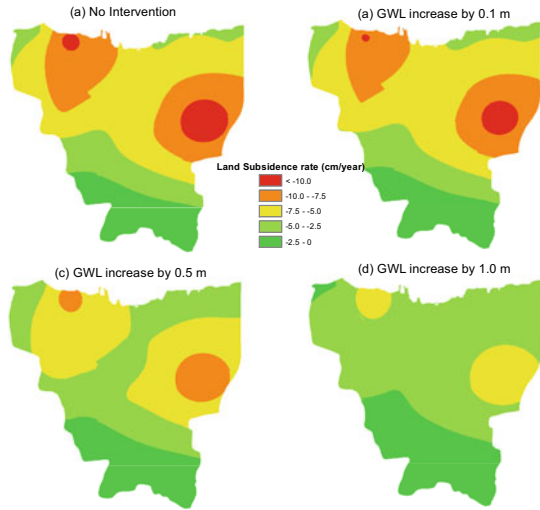 (a) No Intervention
(a) GWL increase by 0.1 m
Land Subsidence rate (cm/year)
< -10.0
-10.0 - -7.5
-7.5 - -5.0
-5.0 - -2.5
-2.5 - 0
(c) GWL increase by 0.5 m
(d) GWL increase by 1.0 m